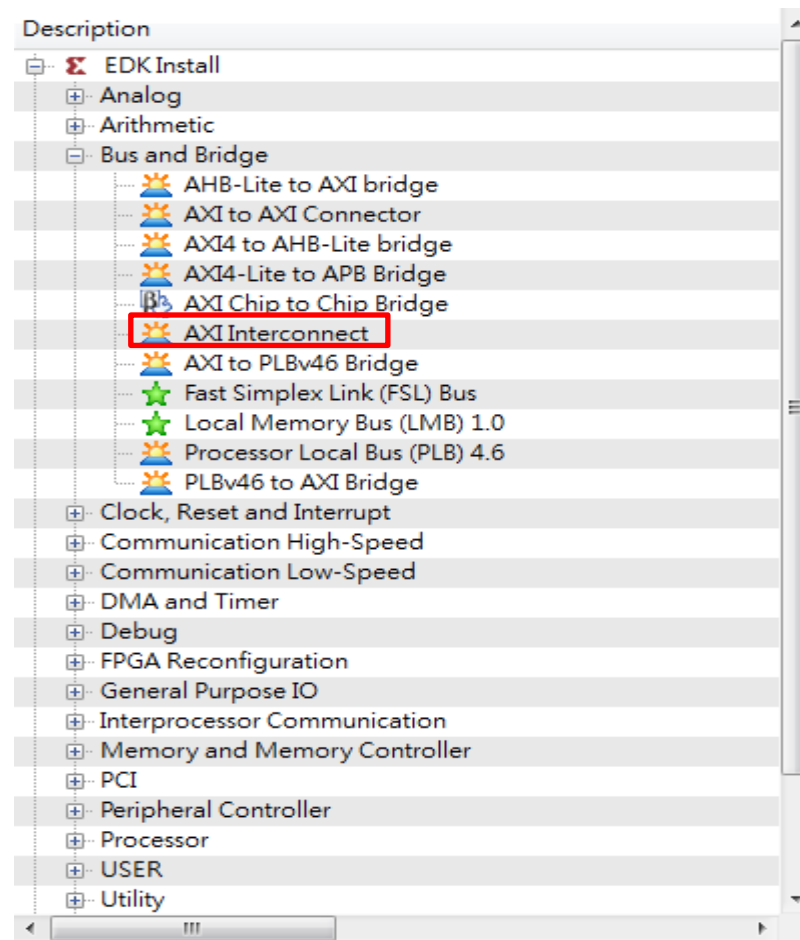 Description
EDK Install
Analog
Arithmetic
Bus and Bridge
AHB-Lite to AXI bridge
AXI to AXI Connector
AXI4 to AHB-Lite bridge
AXI4-Lite to APB Bridge
AXI Chip to Chip Bridge
AXI Interconnect
AXI to PLBv46 Bridge
Fast Simplex Link (FSL) Bus
Local Memory Bus (LMB) 1.0
Processor Local Bus (PLB) 4.6
PLBv46 to AXI Bridge
Clock, Reset and Interrupt
Communication High-Speed
Communication Low-Speed
DMA and Timer
Debug
FPGA Reconfiguration
General Purpose IO
Interprocessor Communication
Memory and Memory Controller
PCI
Peripheral Controller
Processor
USER
Utility